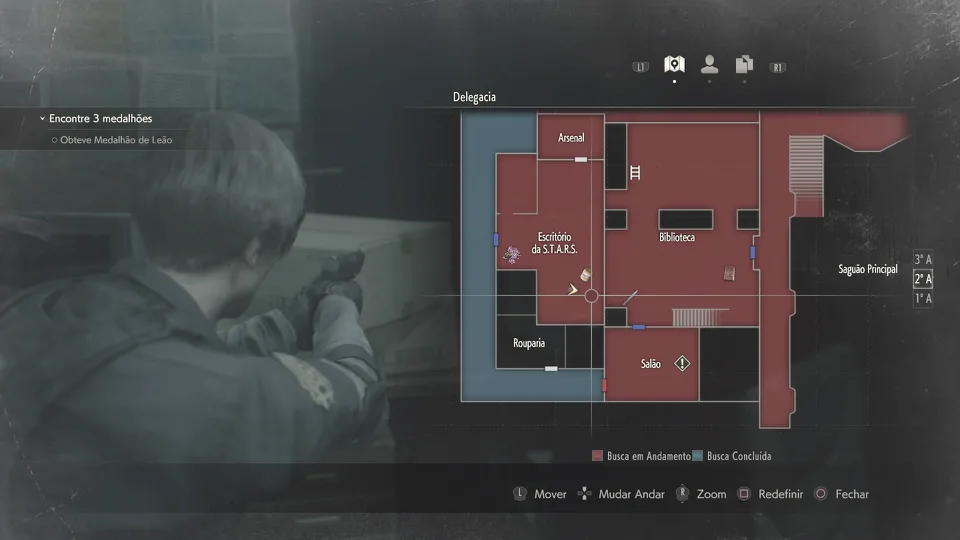 L1
R1
Delegacia
Encontre 3 medalhões
Obteve Medalhão de Leão
Arsenal
Escritório
da S.T.A.R.S.
Biblioteca
Saguão Principal
3º A
2º A
1º A
Rouparia
Salão
Busca em Andamento
Busca Concluída
L Mover
Mudar Andar
R Zoom
Redefinir
Fechar